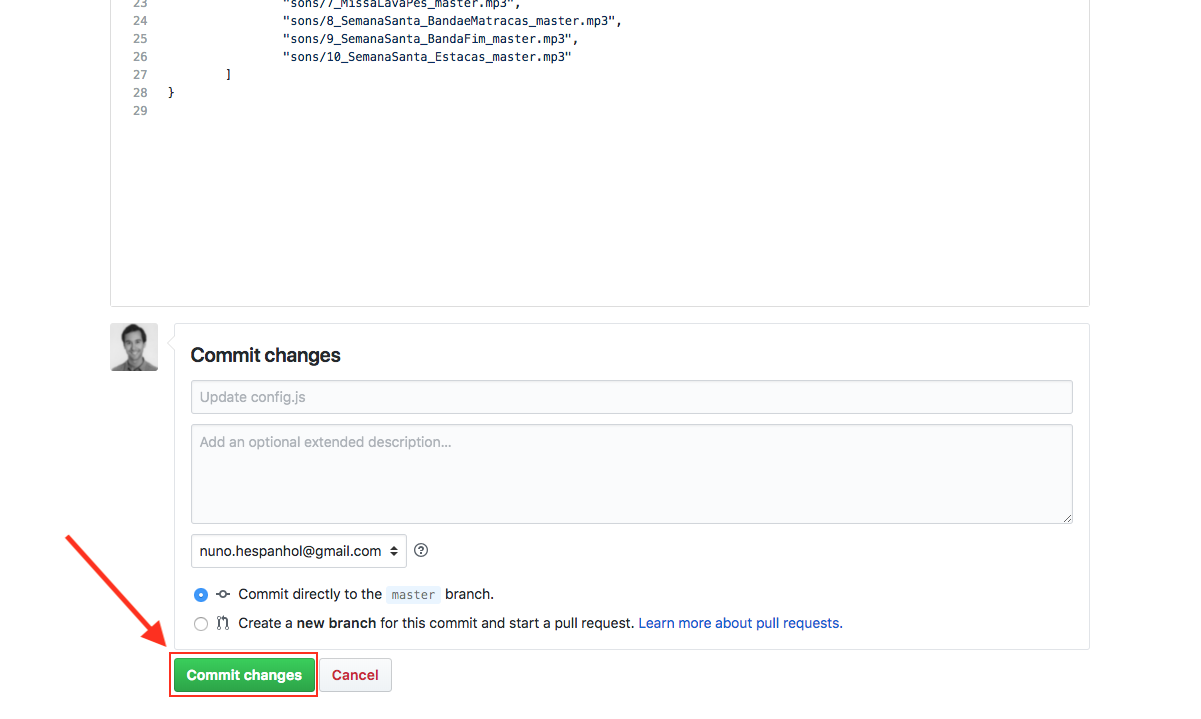 23 "sons/7_MissaLavaPes_master.mp3",
24 "sons/8_SemanaSanta_BandaeMatracas_master.mp3",
25 "sons/9_SemanaSanta_BandaFim_master.mp3",
26 "sons/10_SemanaSanta_Estacas_master.mp3"
27 ]
28 }
29
Commit changes
Update config.js
Add an optional extended description...
nuno.hespanhol@gmail.com
Commit directly to the master branch.
Create a new branch for this commit and start a pull request. Learn more about pull requests.
Commit changes Cancel